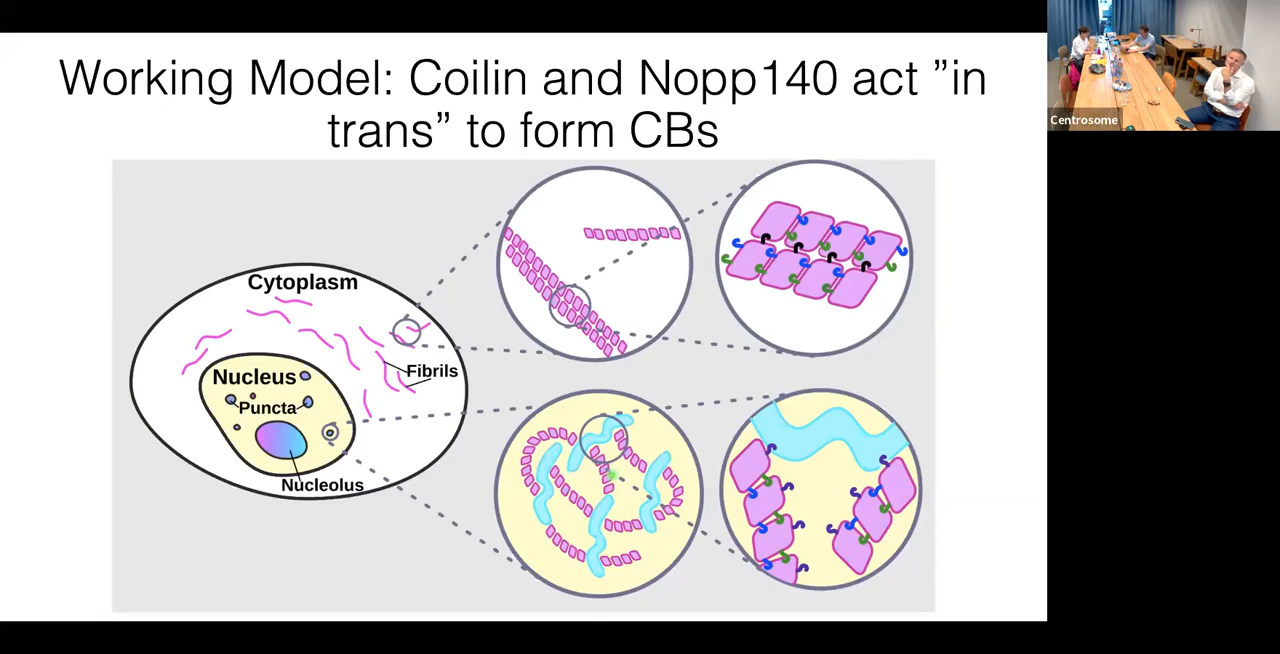 Working Model: Coilin and Nopp140 act ”in
trans” to form CBs
Centrosome
Cytoplasm
Fibrils
Nucleus
Puncta
Nucleolus